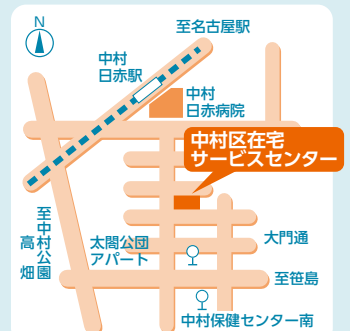 N
至名古屋駅
中村
日赤駅
中村
日赤病院
中村区在宅
サービスセンター
至中村公園
高畑
太閤公団
アパート
大門通
至笹島
中村保健センター南